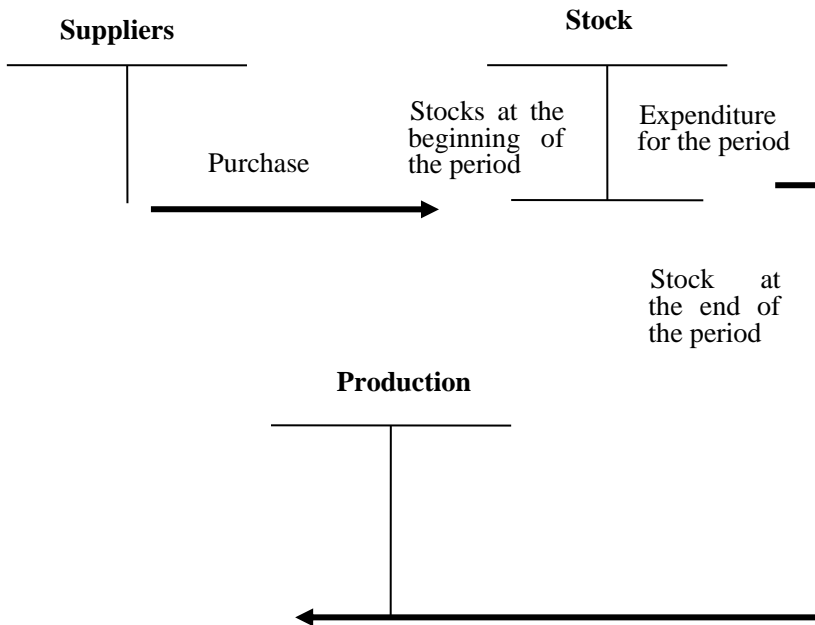 Suppliers
Stock
Stocks at the
beginning of
the period
Expenditure
for the period
Purchase
Stock at
the end of
the period
Production